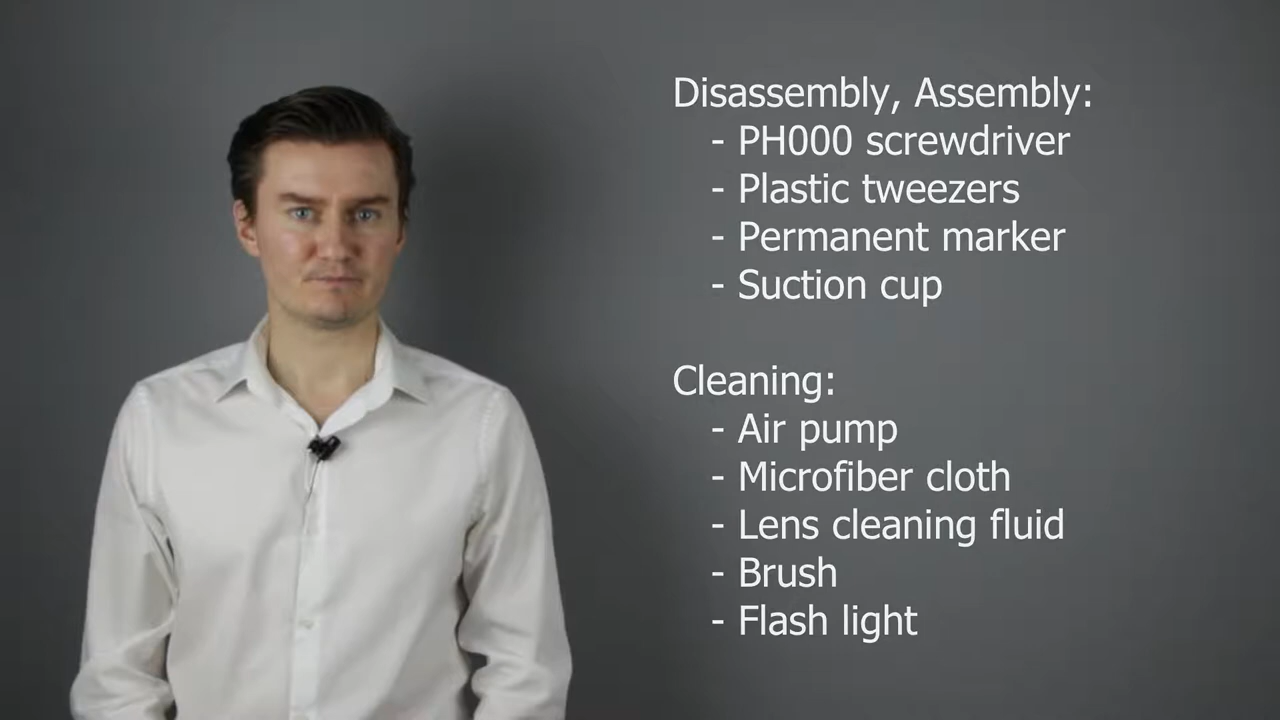 Disassembly, Assembly:
- PH000 screwdriver
- Plastic tweezers
- Permanent marker
- Suction cup
Cleaning:
- Air pump
- Microfiber cloth
- Lens cleaning fluid
- Brush
- Flash light